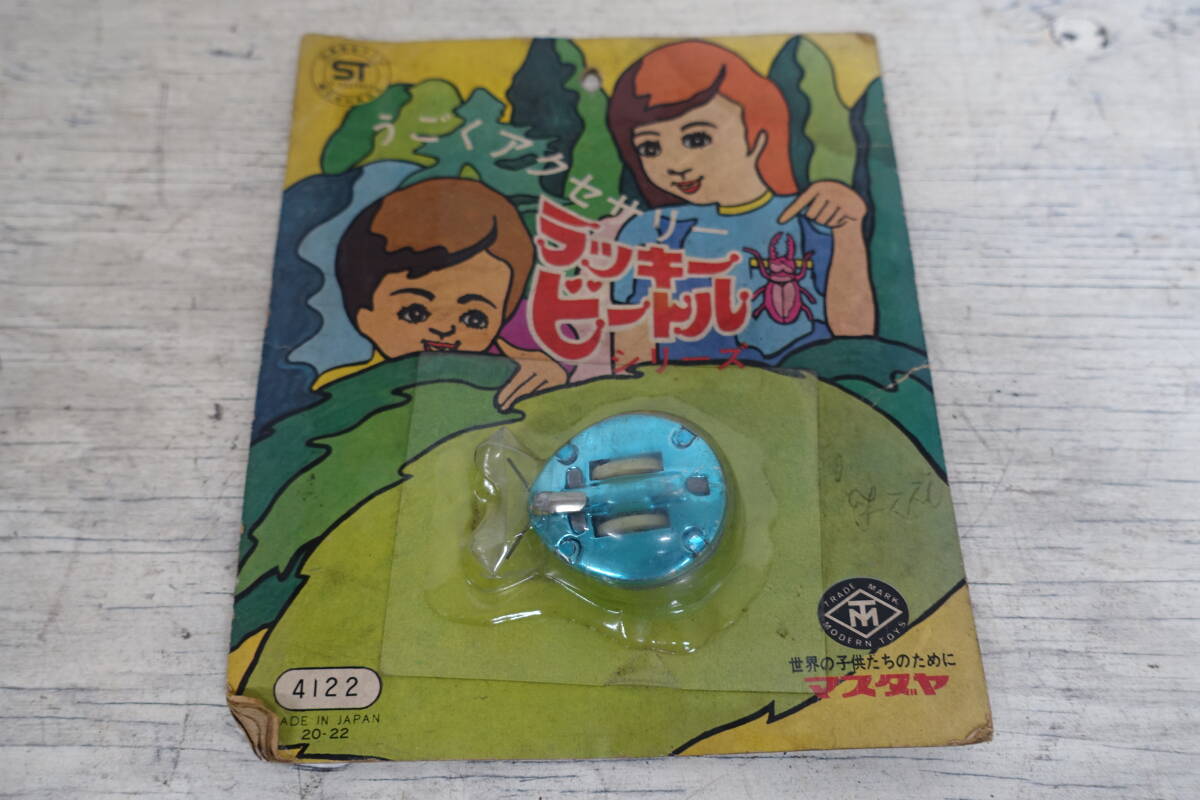 ST
うごくアクセサリー
ラッキー
ビートル
シリーズ
TRADE MARK
TM
MODERN TOYS
世界の子供たちのために
マスダヤ
4122
ADE IN JAPAN
20-22